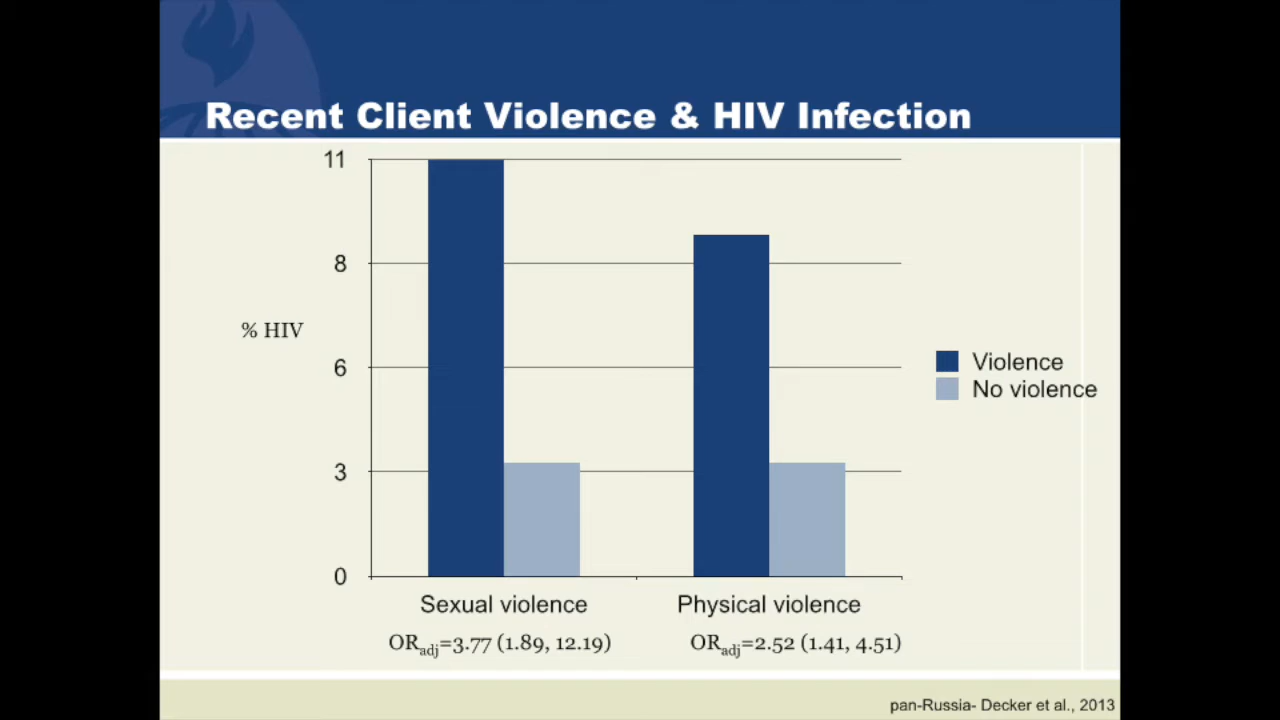 Recent Client Violence & HIV Infection
11
8
% HIV
6
3
0
Violence
No violence
Sexual violence
Physical violence
ORadj=3.77 (1.89, 12.19)
ORadj=2.52 (1.41, 4.51)
pan-Russia- Decker et al., 2013